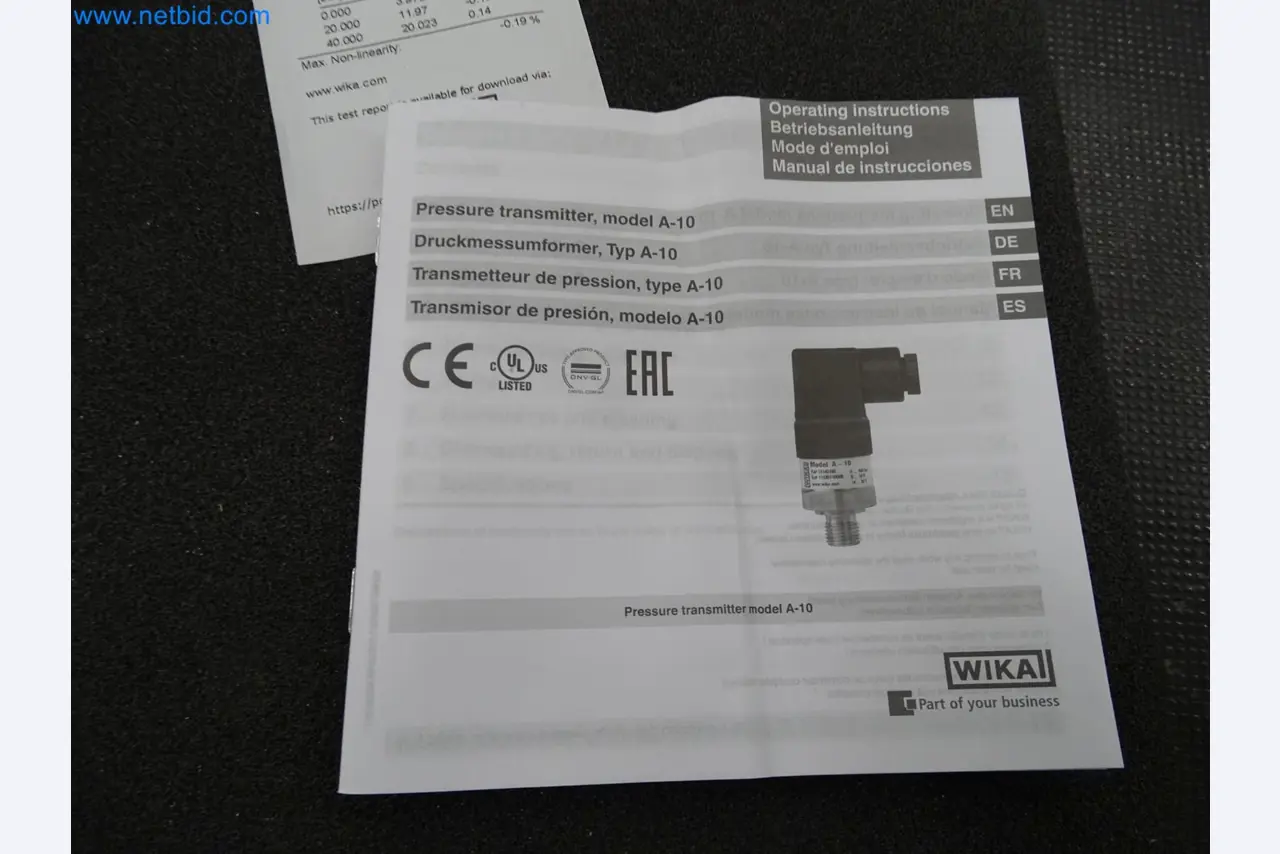 www.netbid.com
0.000
20.000 11.97 0.14
40.000 20.023 -0.19 %
Max. Non-linearity:
www.wika.com
This test report available for download via:
Operating instructions
Betriebsanleitung
Mode d'emploi
Manual de instrucciones
Pressure transmitter, model A-10 EN
Druckmessumformer, Typ A-10 DE
Transmetteur de pression, type A-10 FR
Transmisor de presión, modelo A-10 ES
CE
C UL US
LISTED
DNV·GL
EAC
Model A-10
Pressure transmitter model A-10
WIKA
Part of your business